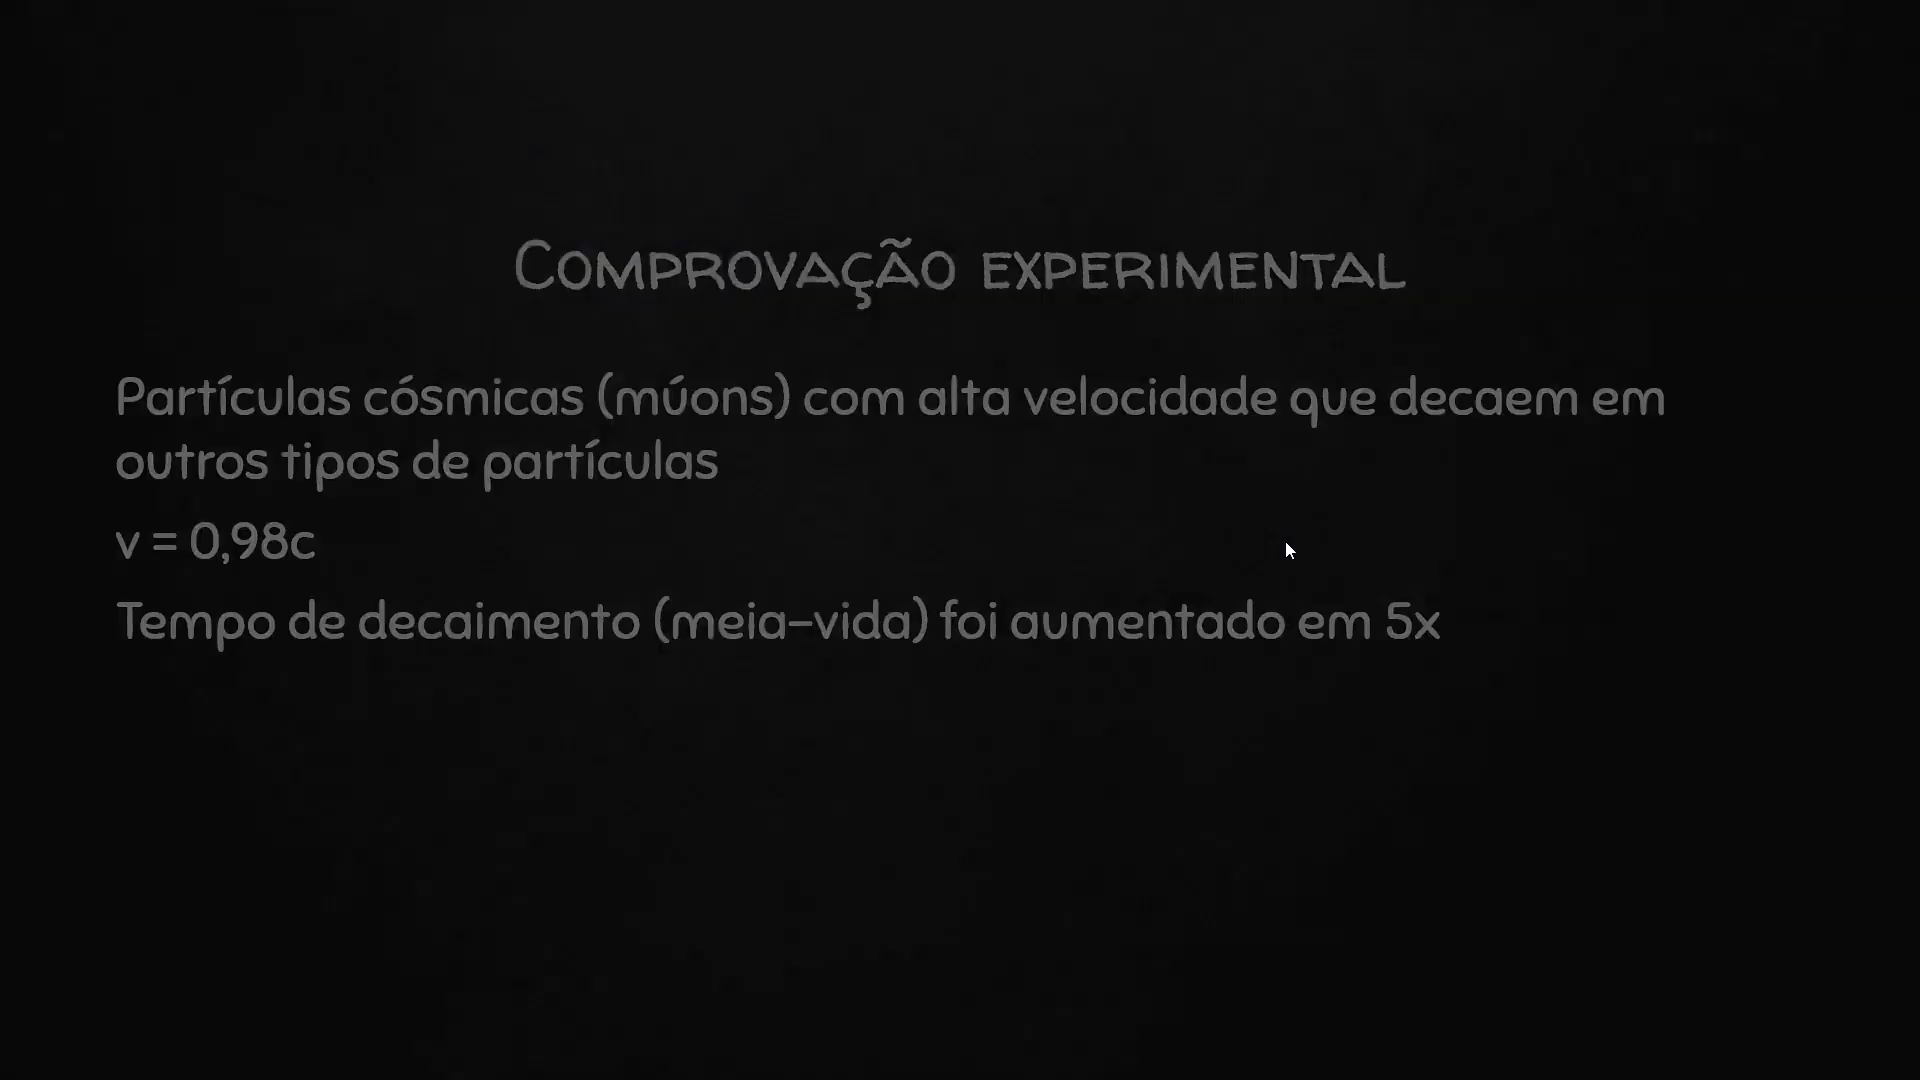 Comprovação experimental
Partículas cósmicas (múons) com alta velocidade que decaem em
outros tipos de partículas
v = 0,98c
Tempo de decaimento (meia-vida) foi aumentado em 5x